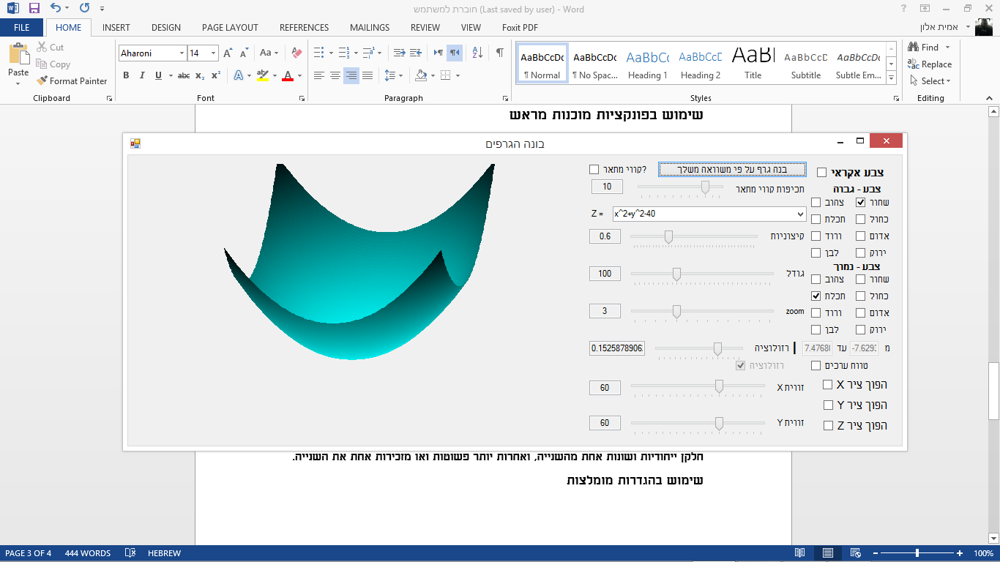 חוברת למשתמש (Last saved by user) - Word
FILE HOME INSERT DESIGN PAGE LAYOUT REFERENCES MAILINGS REVIEW VIEW Foxit PDF
אמית אלון
Paste
Cut
Copy
Format Painter
Clipboard
Aharoni 14
Font
Paragraph
AaBbCcDc AaBbCcDc AaBbCc AaBbCcD AaB AaBbCcD AaBbCcDc
¶ Normal ¶ No Spac... Heading 1 Heading 2 Title Subtitle Subtle Em...
Styles
Find
Replace
Select
Editing
שימוש בפונקציות מוכנות מראש
בונה הגרפים
צבע אקראי
בנה גרף על פי משוואה משלך
קווי מתאר?
תכיפות קווי מתאר
10
צבע - גבוה
שחור צהוב
כחול תכלת
אדום ורוד
ירוק לבן
Z = x^2+y^2-40
קיצוניות
0.6
צבע - נמוך
שחור צהוב
כחול תכלת
אדום ורוד
ירוק לבן
גודל
100
zoom
3
מ -7.629 עד 7.4768 | רזולוציה
0.152587890
טווח ערכים
רזולוציה
הפוך ציר X
הפוך ציר Y
הפוך ציר Z
זווית X
60
זווית Y
60
חלקן ייחודיות ושונות אחת מהשנייה, ואחרות יותר פשוטות ואו מזכירות אחת את השנייה.
שימוש בהגדרות מומלצות
PAGE 3 OF 4 444 WORDS HEBREW 100%